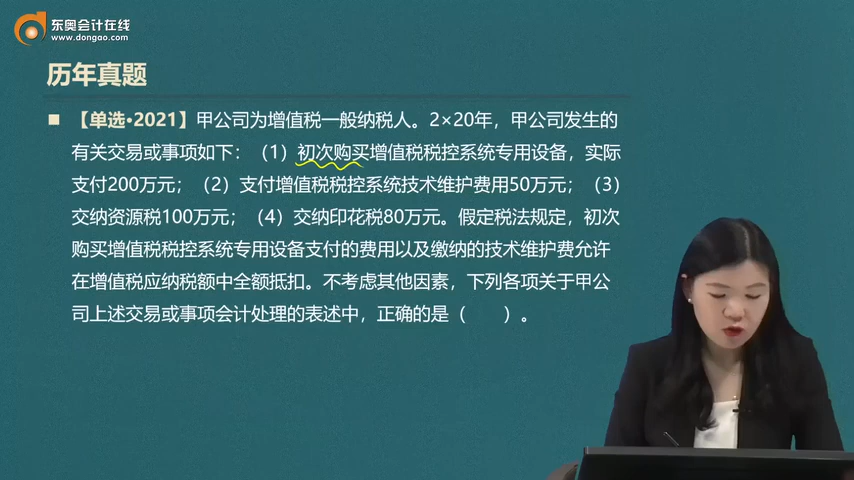 东奥会计在线
www.dongao.com
历年真题
【单选•2021】甲公司为增值税一般纳税人。2×20年，甲公司发生的
有关交易或事项如下：（1）初次购买增值税税控系统专用设备，实际
支付200万元；（2）支付增值税税控系统技术维护费用50万元；（3）
交纳资源税100万元；（4）交纳印花税80万元。假定税法规定，初次
购买增值税税控系统专用设备支付的费用以及缴纳的技术维护费允许
在增值税应纳税额中全额抵扣。不考虑其他因素，下列各项关于甲公
司上述交易或事项会计处理的表述中，正确的是（　　）。